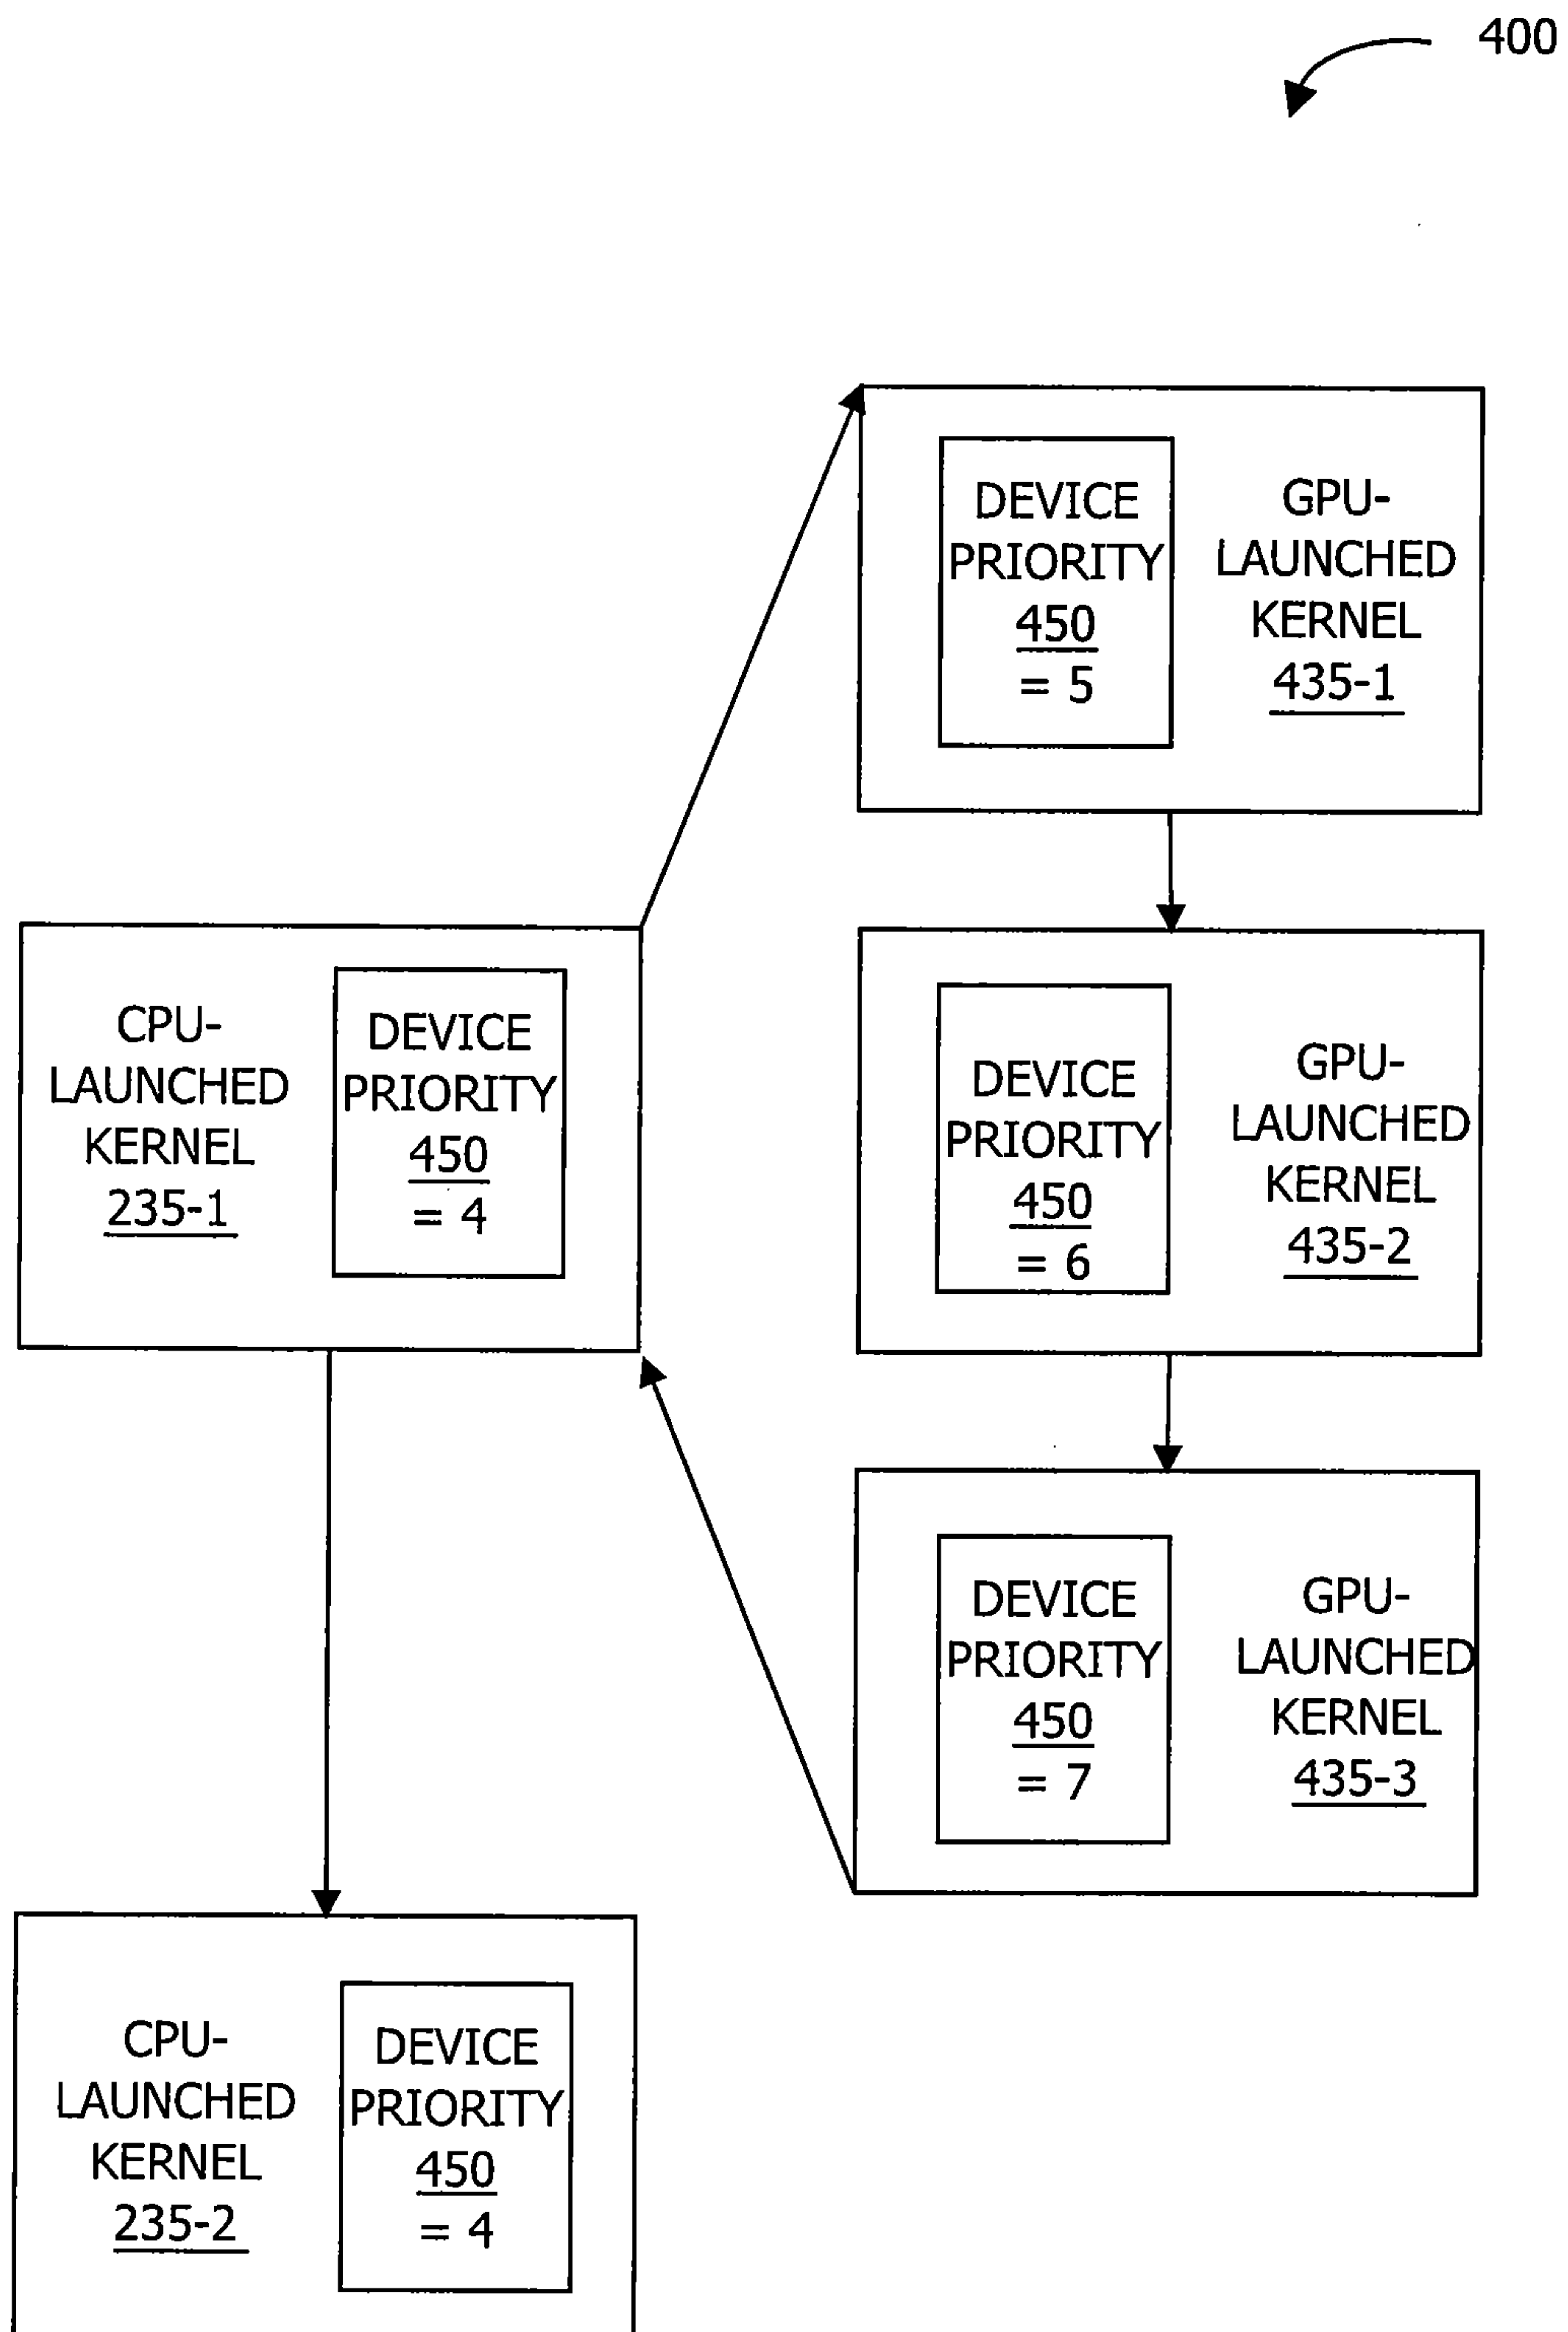 400
DEVICE
PRIORITY
450
= 5
GPU-
LAUNCHED
KERNEL
435-1
CPU-
LAUNCHED
KERNEL
235-1
DEVICE
PRIORITY
450
= 4
DEVICE
PRIORITY
450
= 6
GPU-
LAUNCHED
KERNEL
435-2
DEVICE
PRIORITY
450
= 7
GPU-
LAUNCHED
KERNEL
435-3
CPU-
LAUNCHED
KERNEL
235-2
DEVICE
PRIORITY
450
= 4